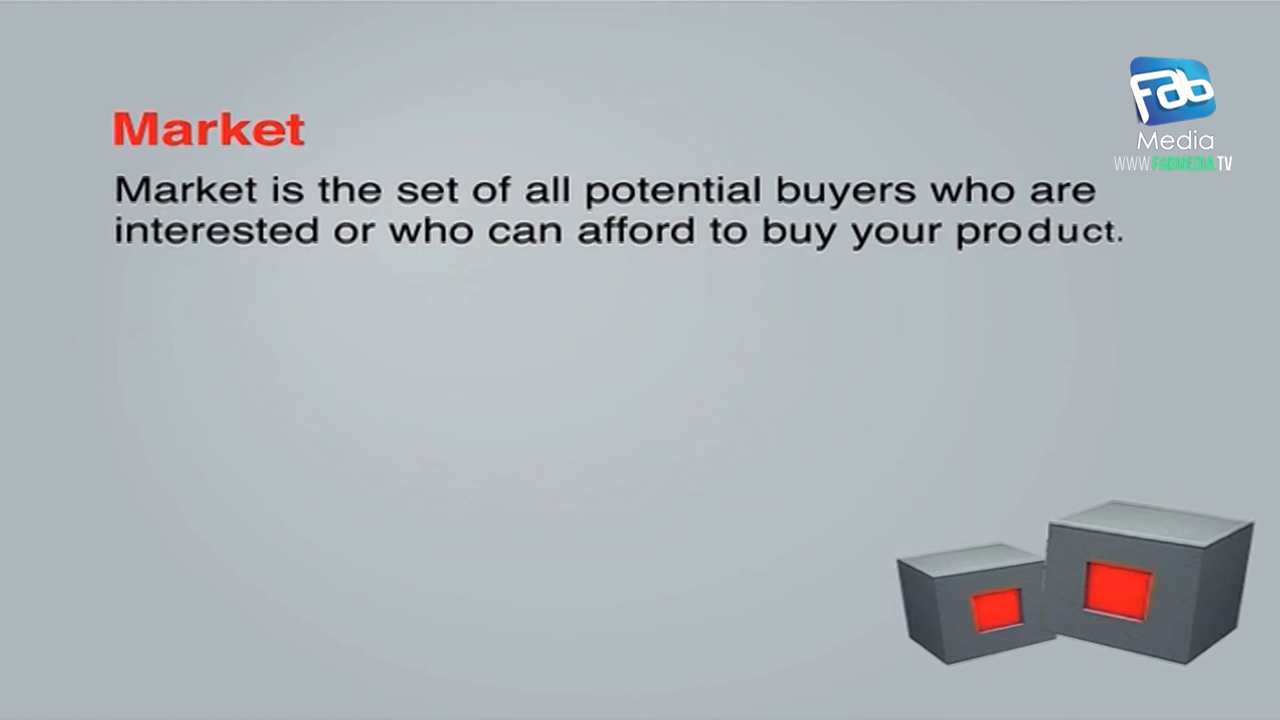 Market
Market is the set of all potential buyers who are
interested or who can afford to buy your product.
Fab
Media
WWW.FABMEDIA.TV